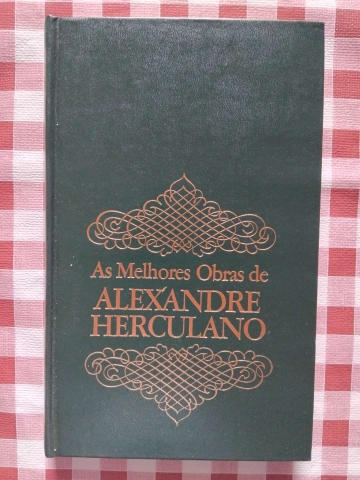 As Melhores Obras de
ALEXANDRE
HERCULANO